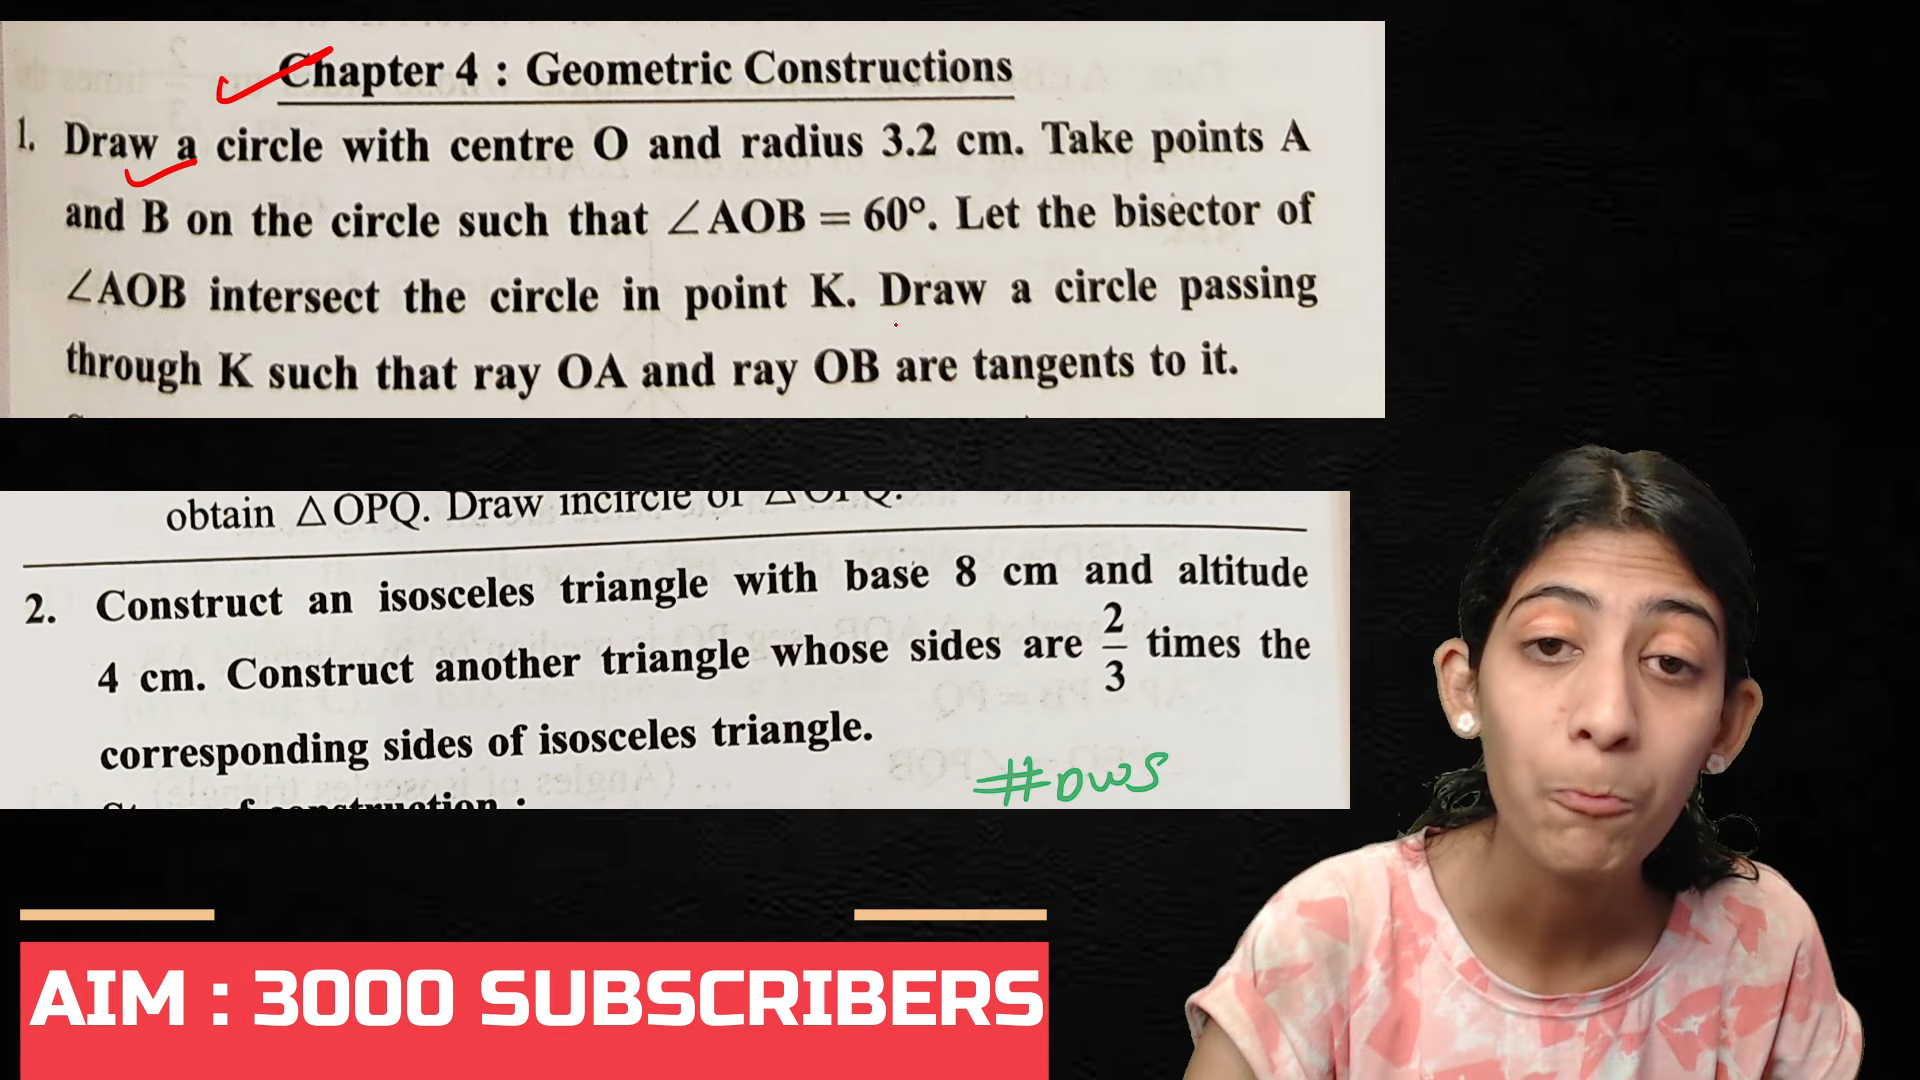 Chapter 4 : Geometric Constructions
1. Draw a circle with centre O and radius 3.2 cm. Take points A
and B on the circle such that ∠AOB = 60°. Let the bisector of
∠AOB intersect the circle in point K. Draw a circle passing
through K such that ray OA and ray OB are tangents to it.
obtain △OPQ. Draw incircle of △OPQ.
2. Construct an isosceles triangle with base 8 cm and altitude
4 cm. Construct another triangle whose sides are 2/3 times the
corresponding sides of isosceles triangle.
#OWS
AIM : 3000 SUBSCRIBERS